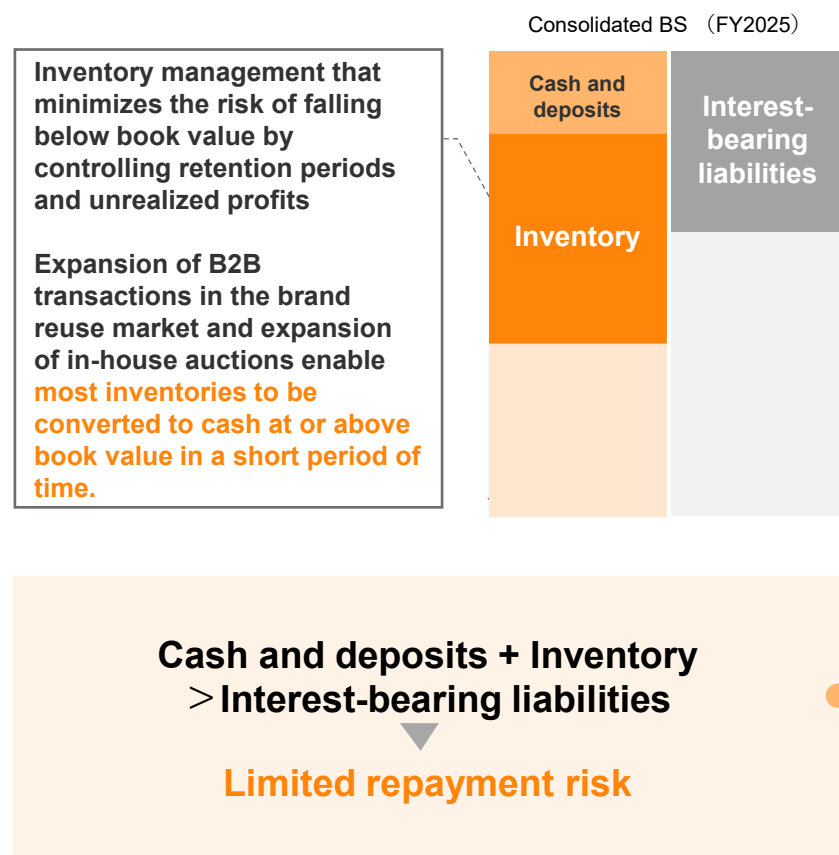 Consolidated BS （FY2025）
Inventory management that
minimizes the risk of falling
below book value by
controlling retention periods
and unrealized profits
Expansion of B2B
transactions in the brand
reuse market and expansion
of in-house auctions enable
most inventories to be
converted to cash at or above
book value in a short period of
time.
Cash and
deposits
Inventory
Interest-
bearing
liabilities
Cash and deposits + Inventory
＞Interest-bearing liabilities
Limited repayment risk